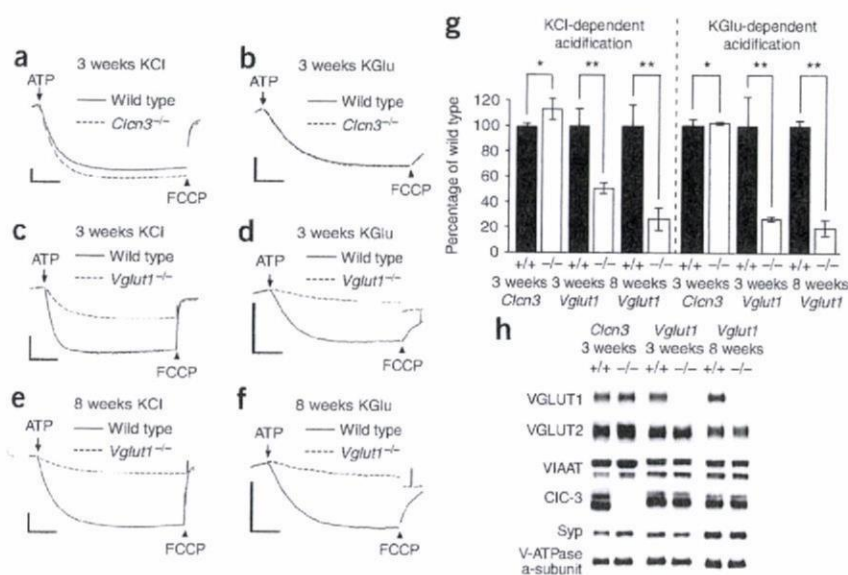 a
3 weeks KCl
ATP
Wild type
Clcn3−/−
FCCP
b
3 weeks KGlu
ATP
Wild type
Clcn3−/−
FCCP
c
3 weeks KCl
ATP
Wild type
Vglut1−/−
FCCP
d
3 weeks KGlu
ATP
Wild type
Vglut1−/−
FCCP
e
8 weeks KCl
ATP
Wild type
Vglut1−/−
FCCP
f
8 weeks KGlu
ATP
Wild type
Vglut1−/−
FCCP
g
KCl-dependent
acidification
KGlu-dependent
acidification
* ** ** * ** **
Percentage of wild type
120
100
80
60
40
20
0
+/+ −/− +/+ −/− +/+ −/− +/+ −/− +/+ −/− +/+ −/−
3 weeks 3 weeks 8 weeks 3 weeks 3 weeks 8 weeks
Clcn3 Vglut1 Vglut1 Clcn3 Vglut1 Vglut1
h
Clcn3 Vglut1 Vglut1
3 weeks 3 weeks 8 weeks
+/+ −/− +/+ −/− +/+ −/−
VGLUT1
VGLUT2
VIAAT
ClC-3
Syp
V-ATPase
a-subunit